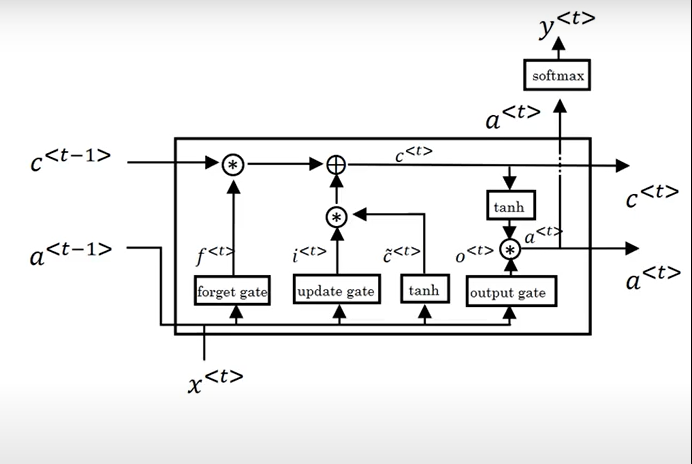 y<t>
softmax
a<t>
c<t-1>
c<t>
c<t>
tanh
a<t-1>
f<t>
i<t>
c̃<t>
o<t>
a<t>
a<t>
forget gate
update gate
tanh
output gate
x<t>